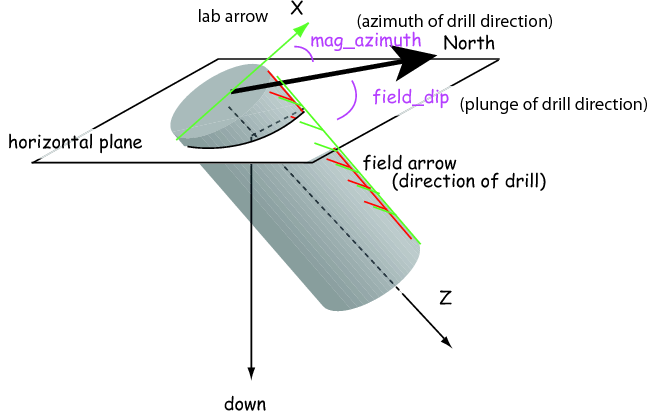 lab arrow
X
(azimuth of drill direction)
mag_azimuth
North
field_dip
(plunge of drill direction)
horizontal plane
field arrow
(direction of drill)
Z
down